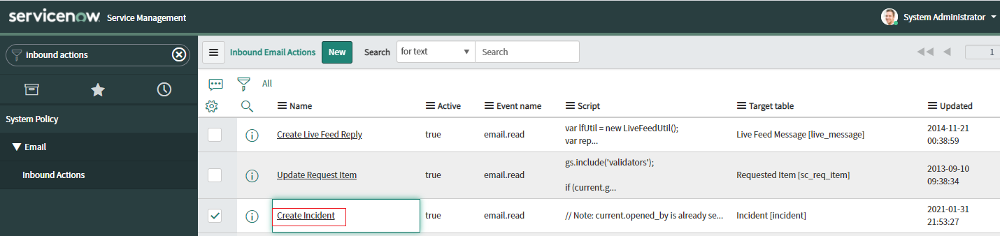 servicenow Service Management
System Administrator
inbound actions
Inbound Email Actions New Search for text Search 1
All
System Policy
Email
Inbound Actions
Name Active Event name Script Target table Updated
Create Live Feed Reply true email.read var lfUtil = new LiveFeedUtil(); Live Feed Message [live_message] 2014-11-21
var rep... 00:38:59
Update Request Item true email.read gs.include('validators'); Requested Item [sc_req_item] 2013-09-10
if (current.g... 09:38:34
Create Incident true email.read // Note: current.opened_by is already se... Incident [incident] 2021-01-31
21:53:27